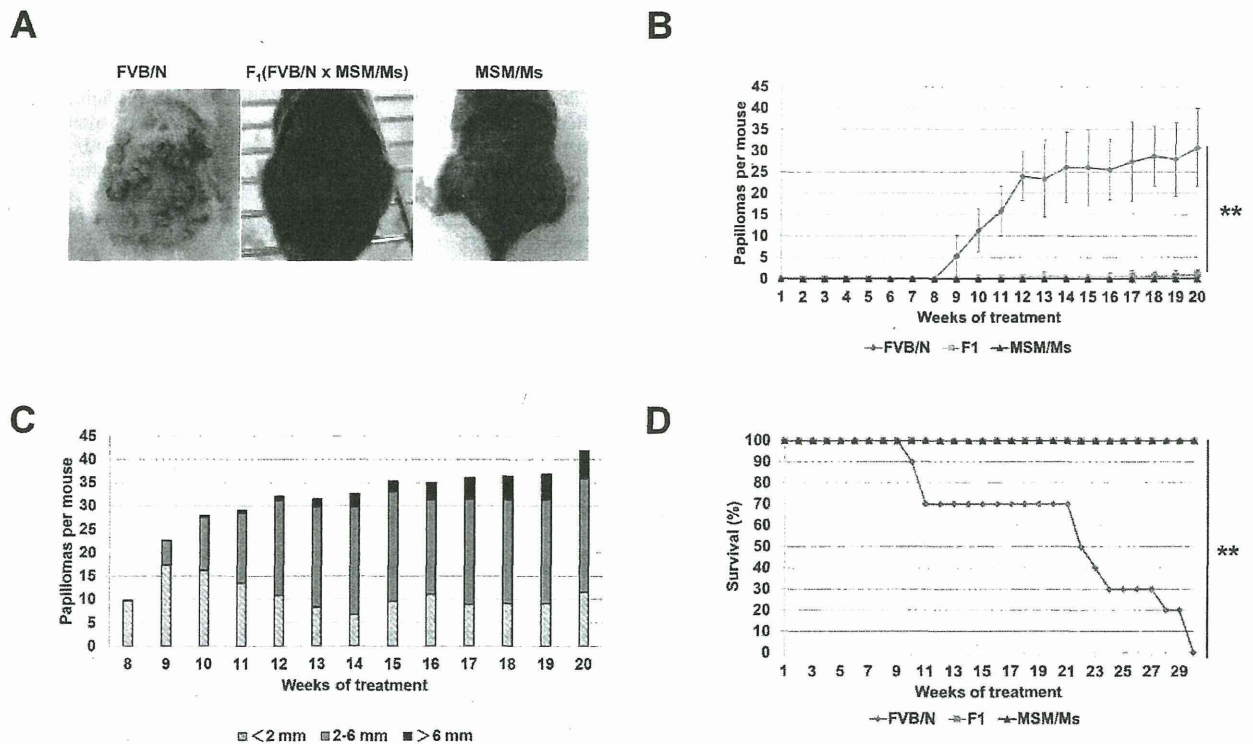 A
FVB/N
F1(FVB/N x MSM/Ms)
MSM/Ms
B
Papillomas per mouse
45
40
35
30
25
20
15
10
5
0
1 2 3 4 5 6 7 8 9 10 11 12 13 14 15 16 17 18 19 20
Weeks of treatment
FVB/N F1 MSM/Ms
**
C
Papillomas per mouse
45
40
35
30
25
20
15
10
5
0
8 9 10 11 12 13 14 15 16 17 18 19 20
Weeks of treatment
<2 mm 2-6 mm >6 mm
D
Survival (%)
100
90
80
70
60
50
40
30
20
10
0
1 3 5 7 9 11 13 15 17 19 21 23 25 27 29
Weeks of treatment
FVB/N F1 MSM/Ms
**